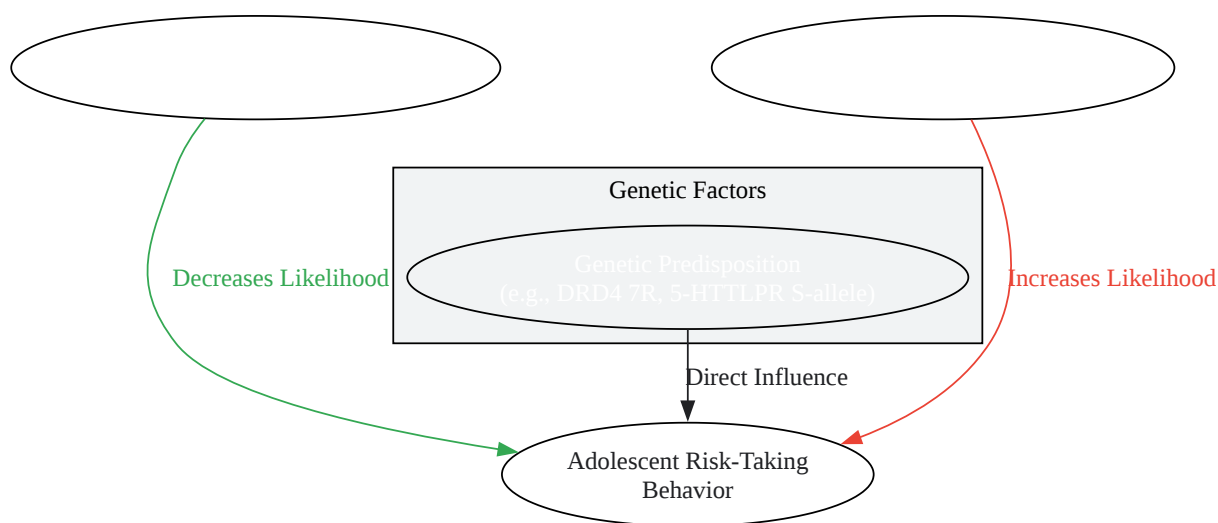 Genetic Factors
Genetic Predisposition
(e.g., DRD4 7R, 5-HTTLPR S-allele)
Decreases Likelihood
Increases Likelihood
Direct Influence
Adolescent Risk-Taking
Behavior